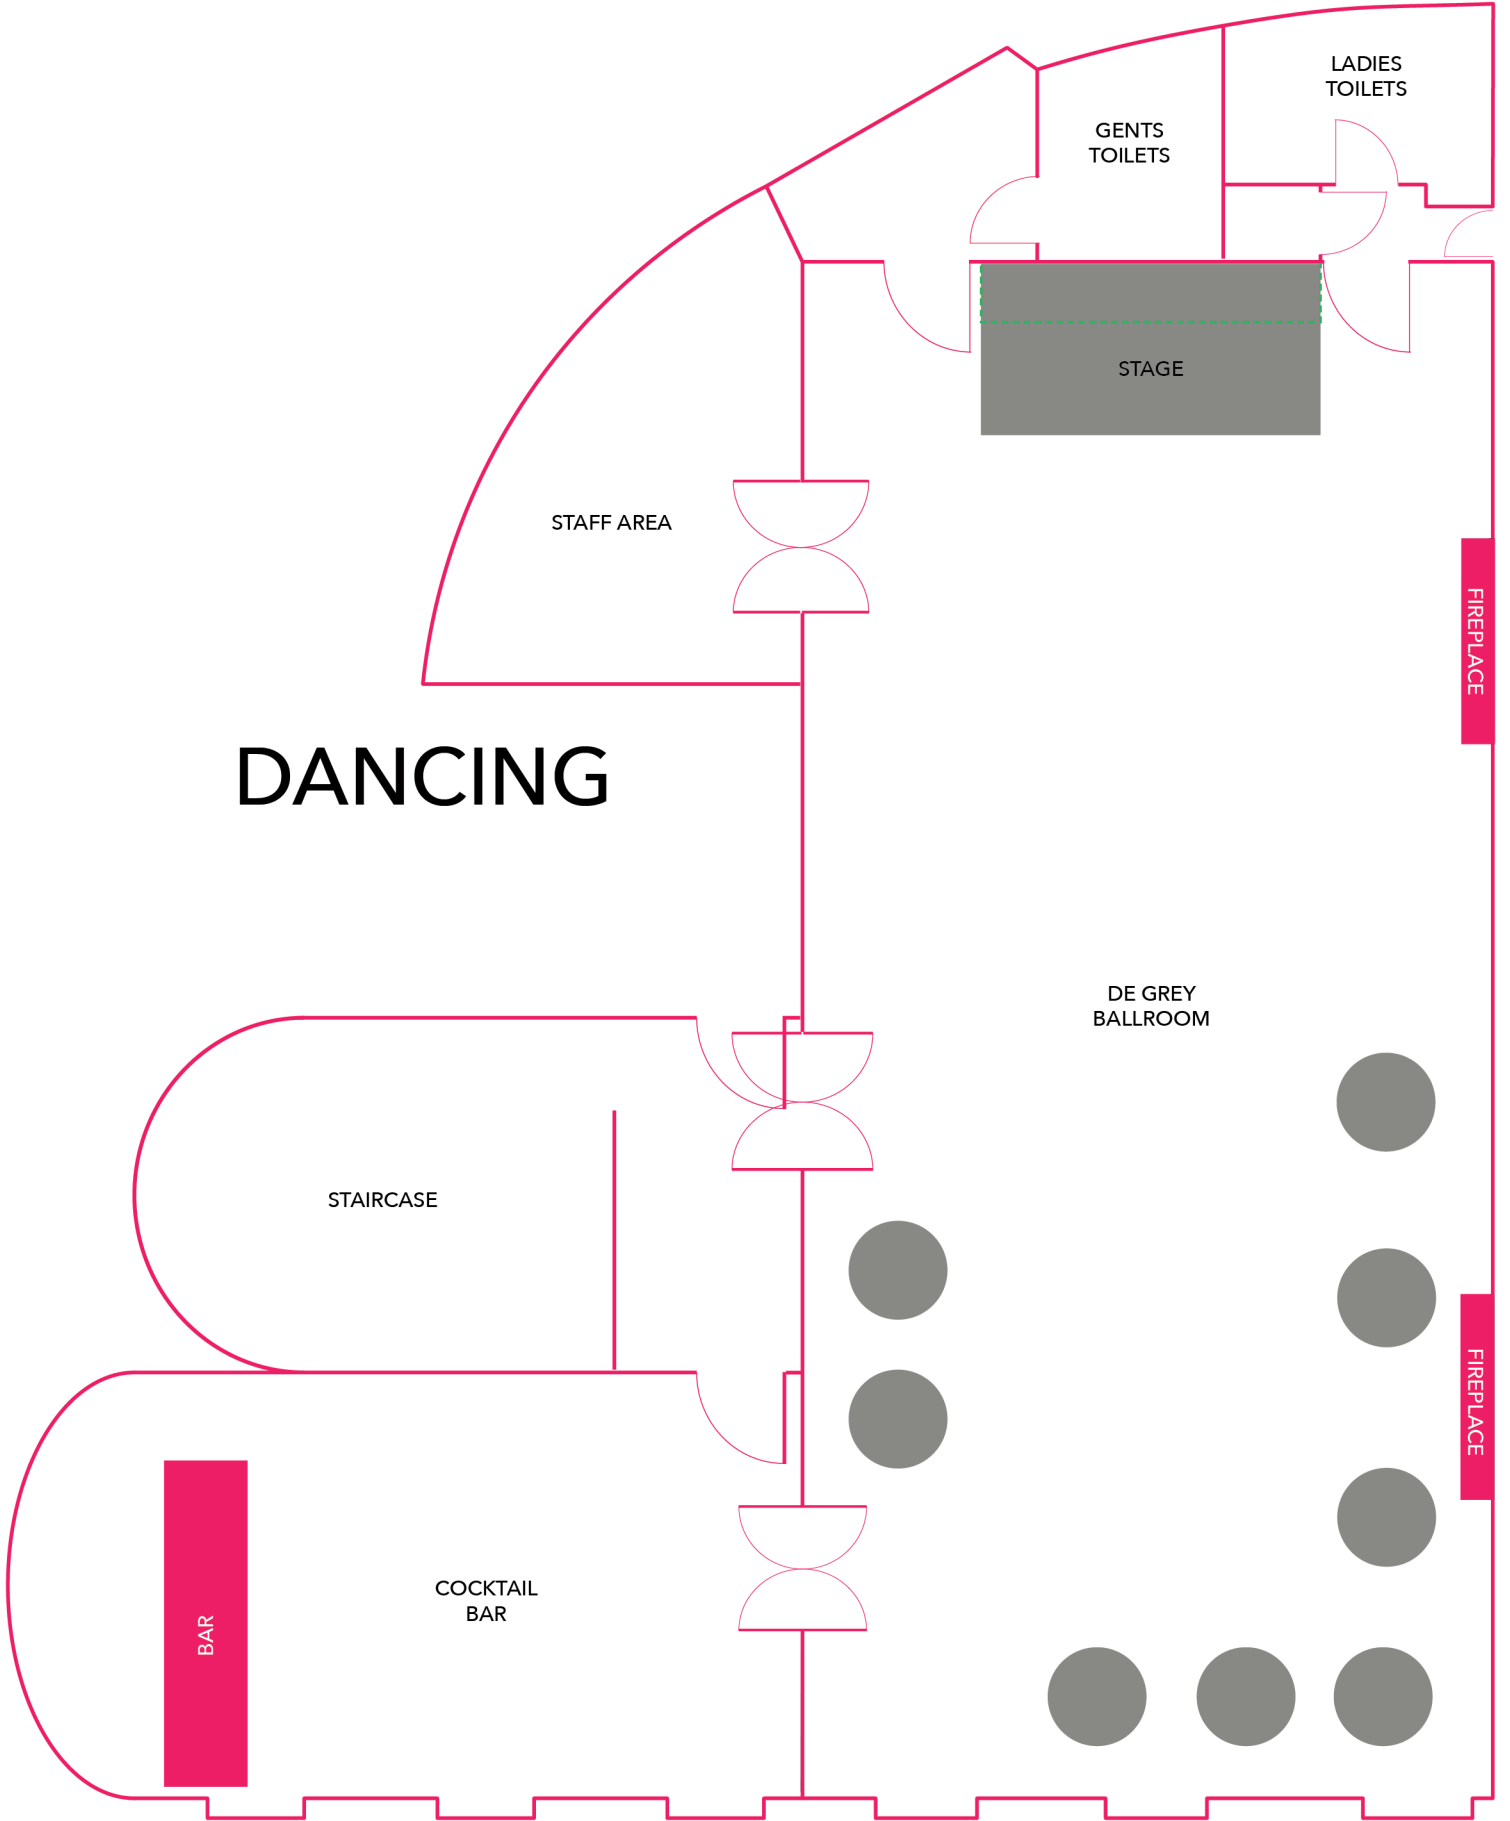 LADIES
TOILETS
GENTS
TOILETS
STAGE
STAFF AREA
FIREPLACE
DANCING
DE GREY
BALLROOM
STAIRCASE
FIREPLACE
COCKTAIL
BAR
BAR